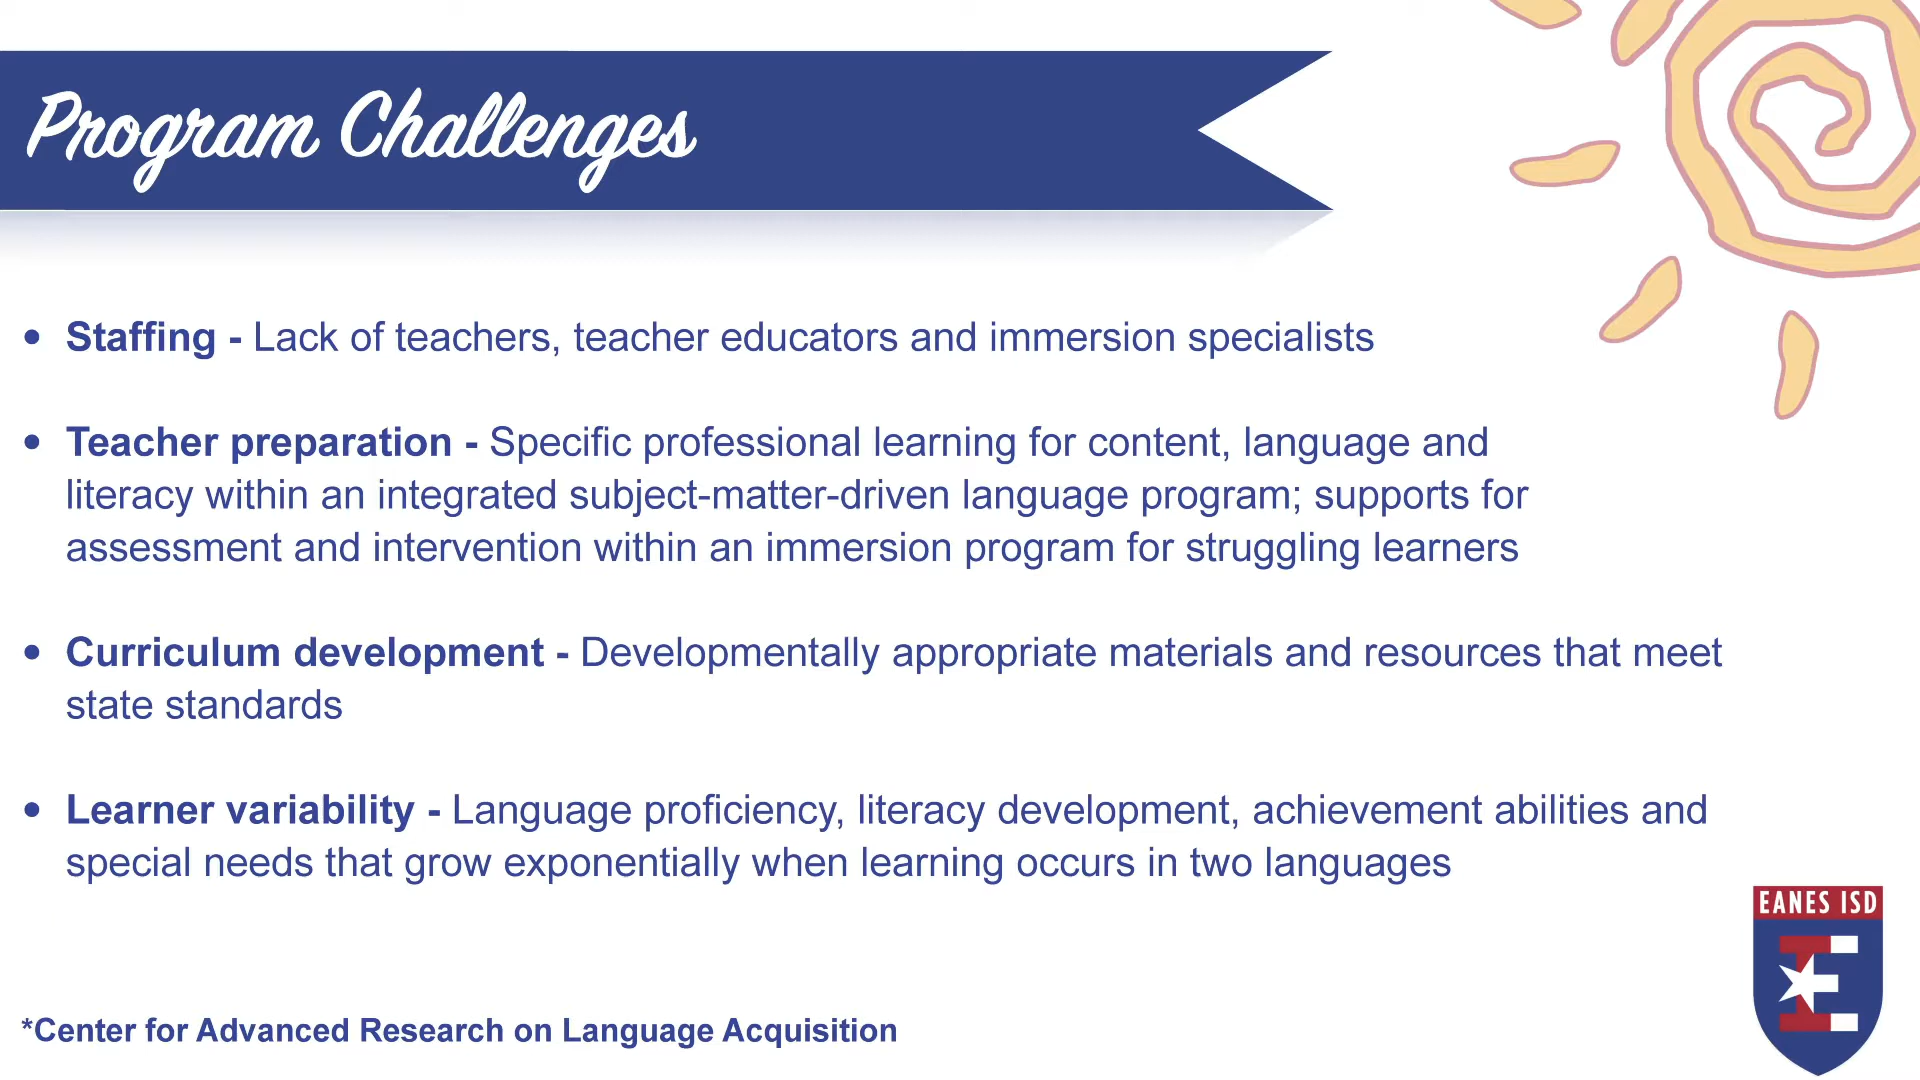 Program Challenges
• Staffing - Lack of teachers, teacher educators and immersion specialists
• Teacher preparation - Specific professional learning for content, language and
literacy within an integrated subject-matter-driven language program; supports for
assessment and intervention within an immersion program for struggling learners
• Curriculum development - Developmentally appropriate materials and resources that meet
state standards
• Learner variability - Language proficiency, literacy development, achievement abilities and
special needs that grow exponentially when learning occurs in two languages
EANES ISD
E
*Center for Advanced Research on Language Acquisition